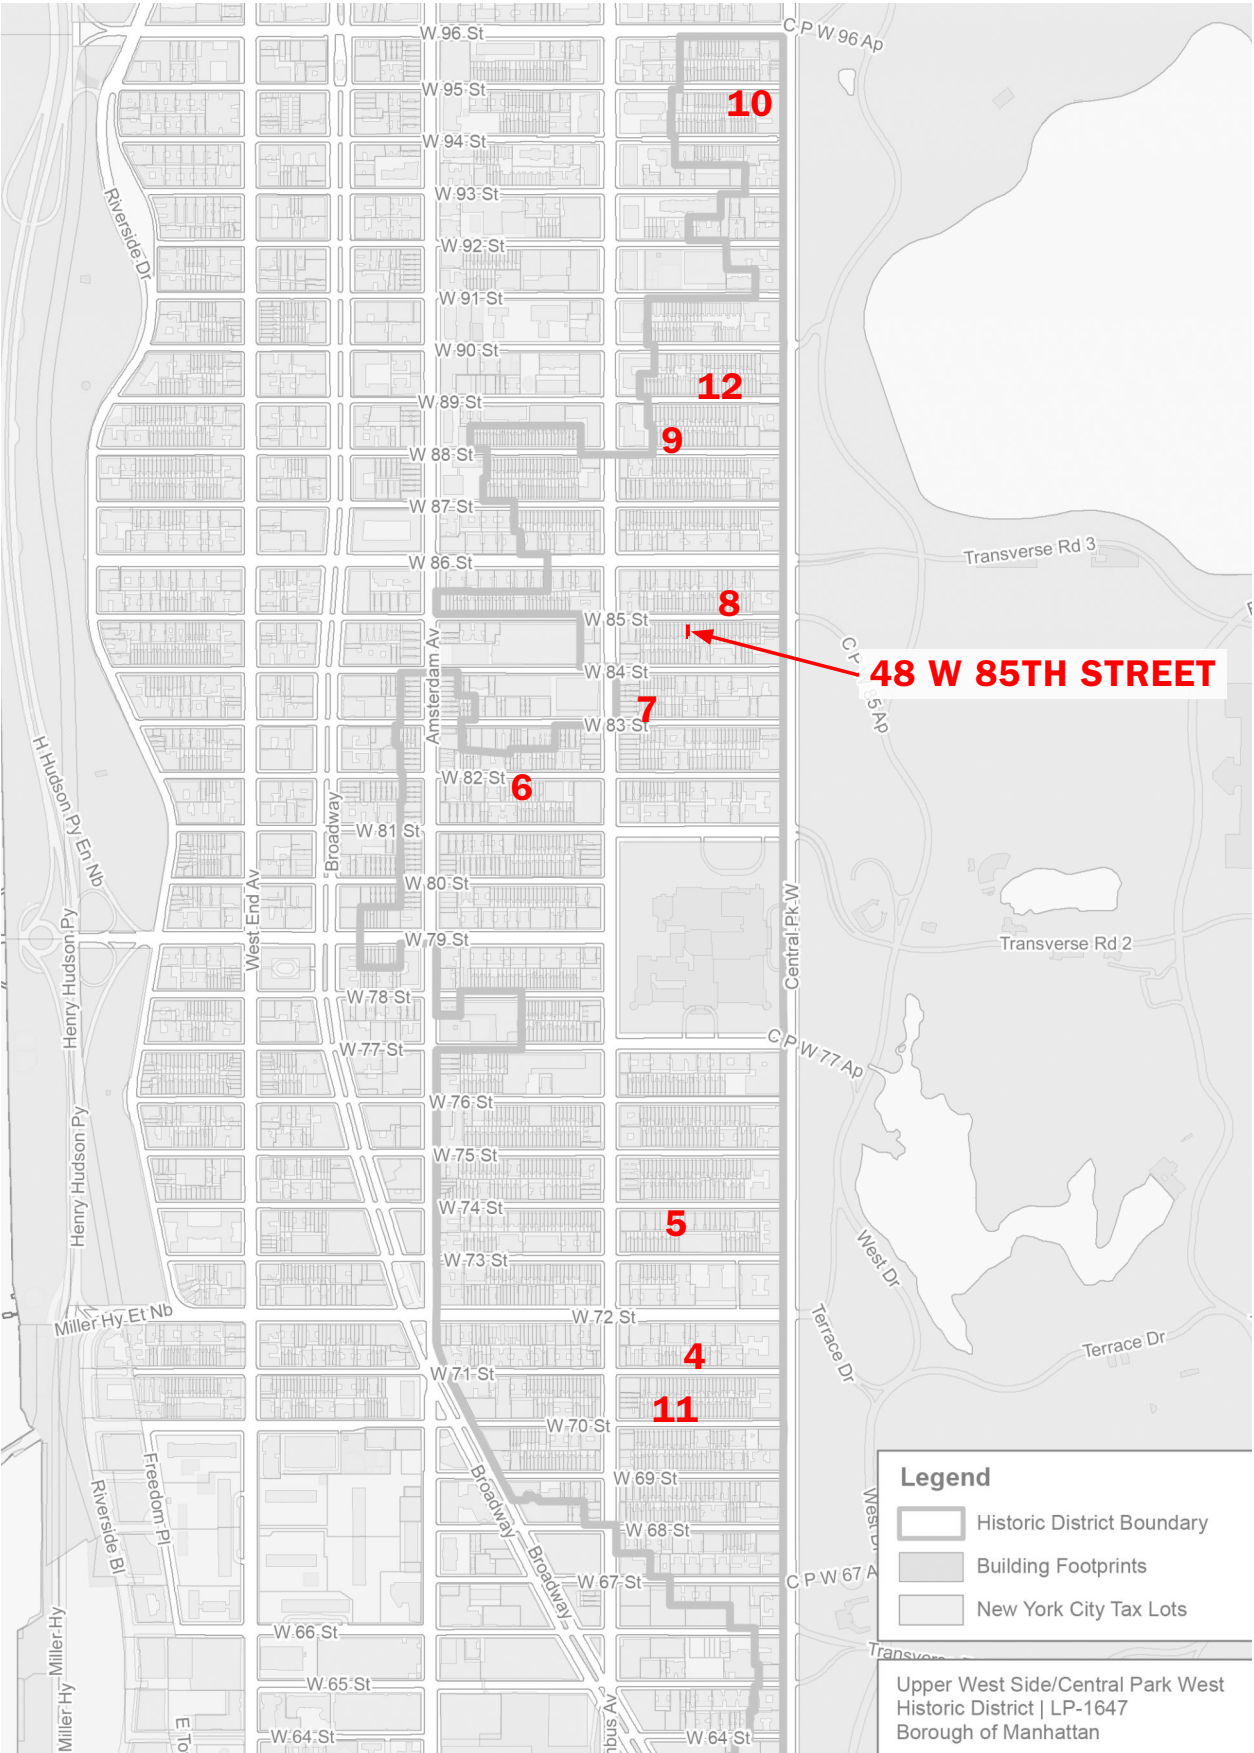 W 96 St
C P W 96 Ap
W 95 St
10
W 94 St
W 93 St
Riverside Dr
W 92 St
W 91 St
W 90 St
12
W 89 St
9
W 88 St
W 87 St
Transverse Rd 3
W 86 St
8
W 85 St
48 W 85TH STREET
C P W 85 Ap
W 84 St
Amsterdam Av
7
W 83 St
W 82 St
6
H Hudson Py En Nb
Broadway
W 81 St
W 80 St
West End Av
Central Pk W
W 79 St
Transverse Rd 2
Henry Hudson Py
W 78 St
C P W 77 Ap
W 77 St
W 76 St
Henry Hudson Py
W 75 St
W 74 St
5
W 73 St
West Dr
Miller Hy Et Nb
W 72 St
Terrace Dr
Terrace Dr
4
W 71 St
11
W 70 St
Freedom Pl
Riverside Bl
Broadway
W 69 St
West Dr
W 68 St
Broadway
W 67 St
C P W 67 A
W 66 St
Miller Hy
Miller Hy
W 65 St
W 64 St
E To
mbus Av
W 64 St
Legend
Historic District Boundary
Building Footprints
New York City Tax Lots
Upper West Side/Central Park West
Historic District | LP-1647
Borough of Manhattan